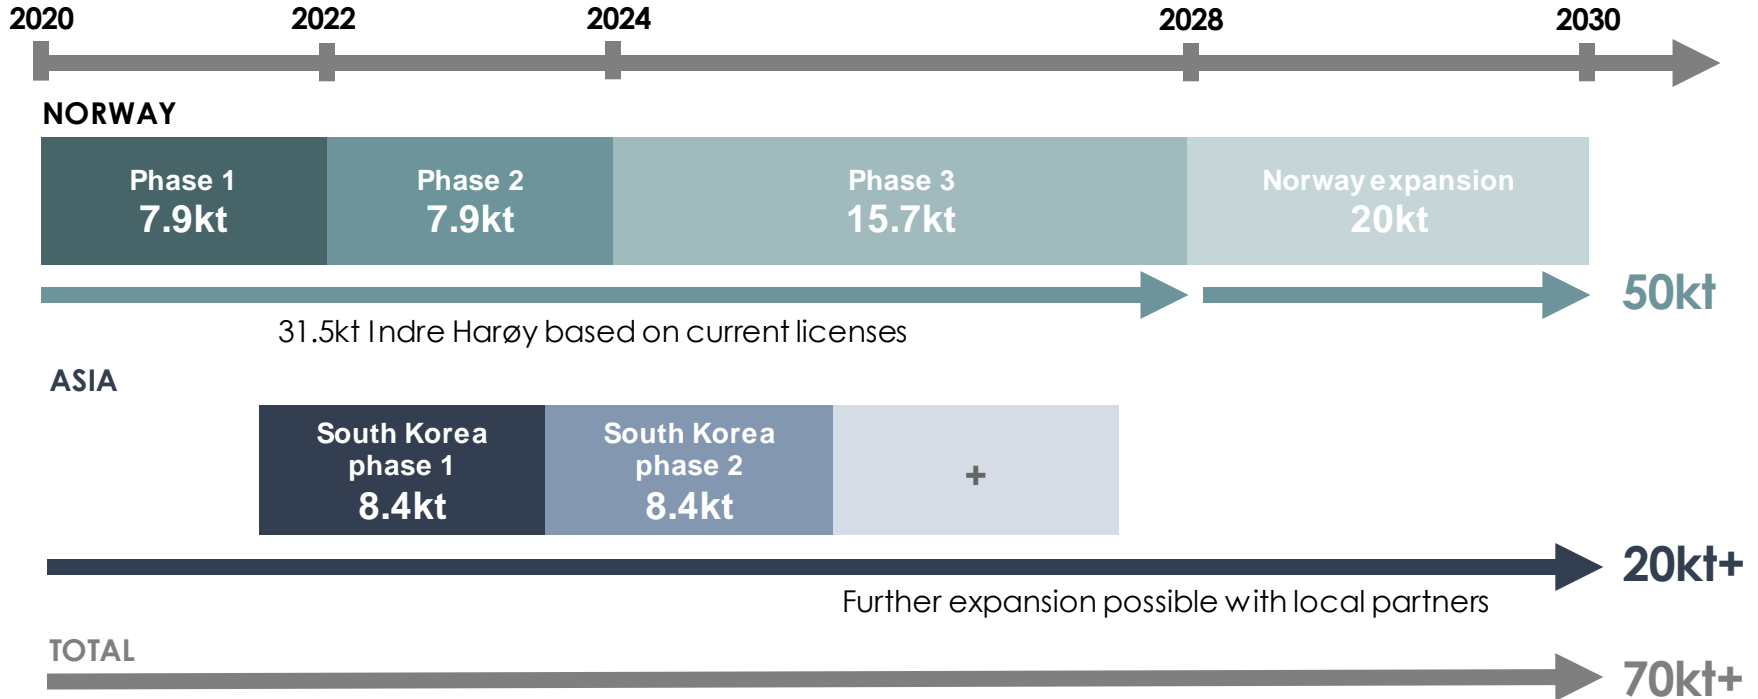 2020 2022 2024 2028 2030
NORWAY
Phase 1
7.9kt
Phase 2
7.9kt
Phase 3
15.7kt
Norway expansion
20kt
50kt
31.5kt Indre Harøy based on current licenses
ASIA
South Korea
phase 1
8.4kt
South Korea
phase 2
8.4kt
+
20kt+
Further expansion possible with local partners
TOTAL
70kt+